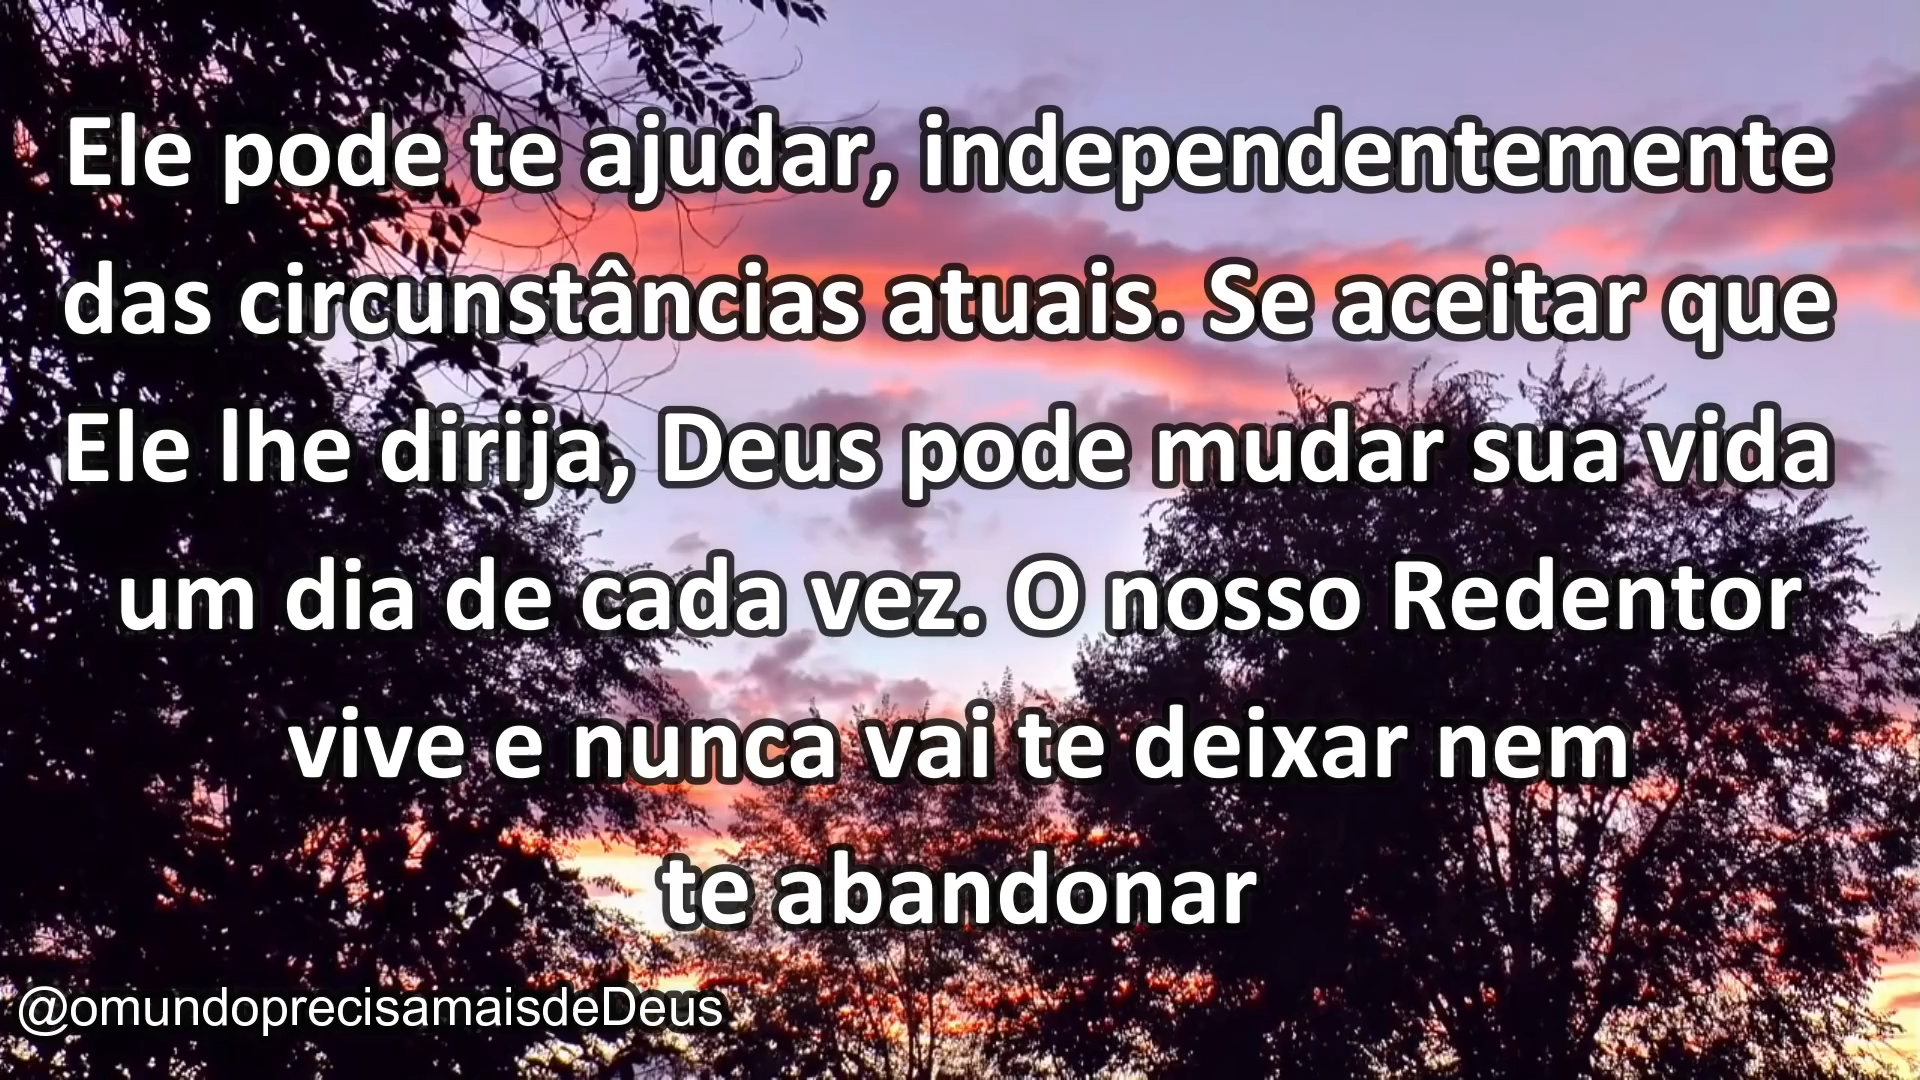 Ele pode te ajudar, independentemente
das circunstâncias atuais. Se aceitar que
Ele lhe dirija, Deus pode mudar sua vida
um dia de cada vez. O nosso Redentor
vive e nunca vai te deixar nem
te abandonar
@omundoprecisamaisdeDeus